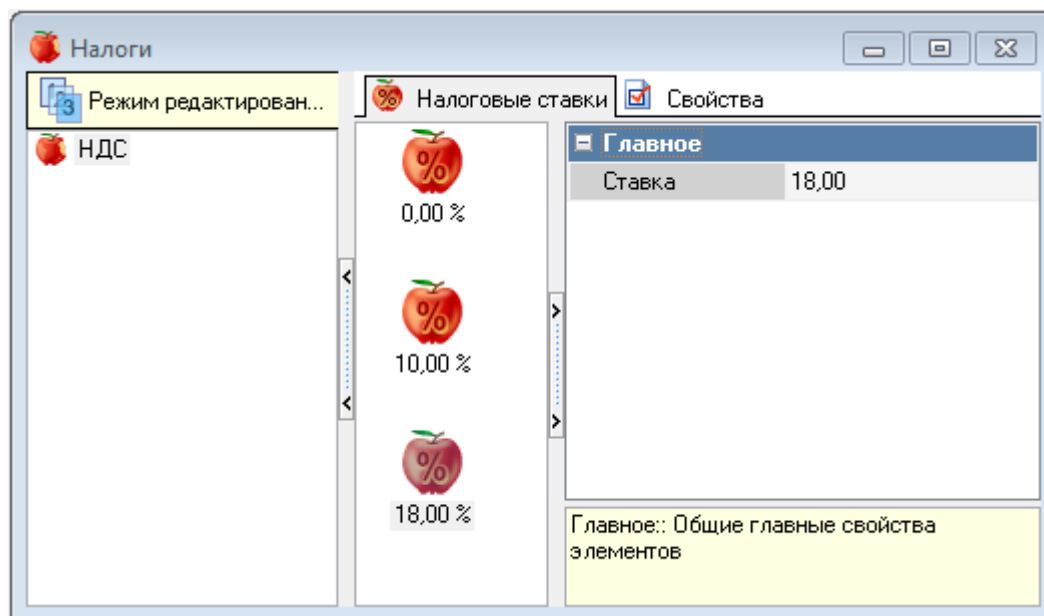 Налоги
Режим редактирован...
НДС
Налоговые ставки
Свойства
%
0,00 %
%
10,00 %
%
18,00 %
Главное
Ставка 18,00
Главное:: Общие главные свойства
элементов